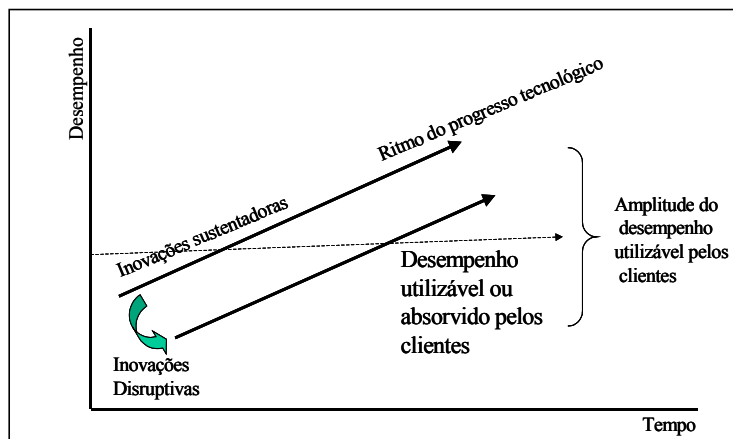 Desempenho
Ritmo do progresso tecnológico
Inovações sustentadoras
Amplitude do
desempenho
utilizável pelos
clientes
Desempenho
utilizável ou
absorvido pelos
clientes
Inovações
Disruptivas
Tempo